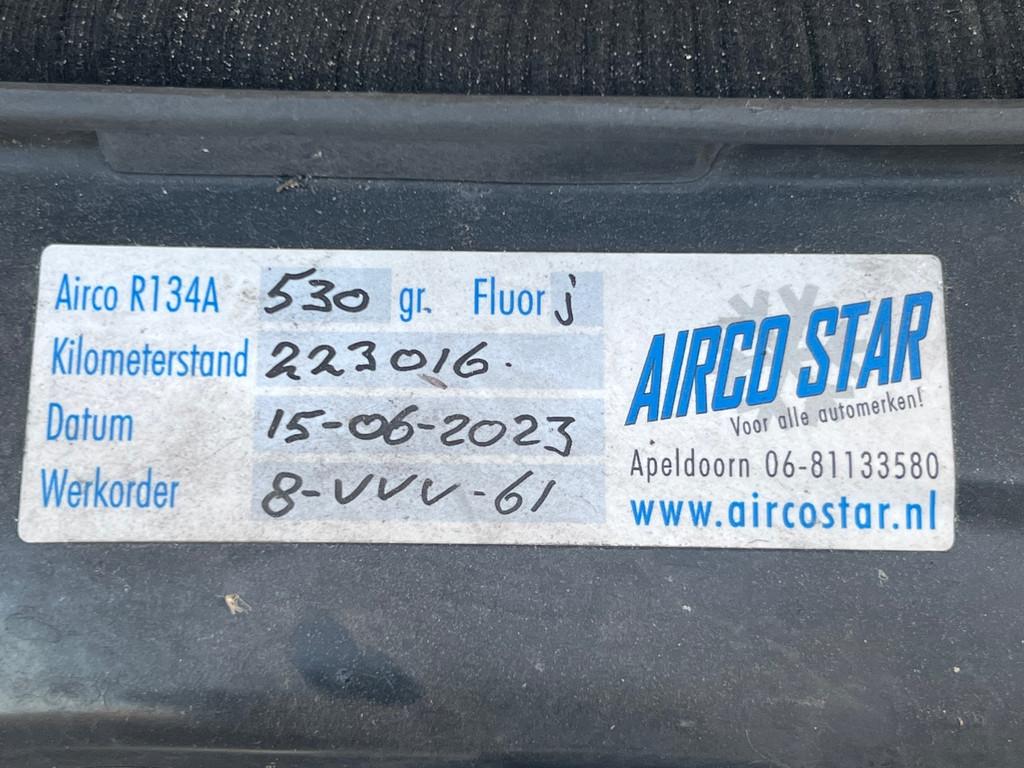 Airco R134A 530 gr. Fluor j
Kilometerstand 223016.
Datum 15-06-2023
Werkorder 8-VVV-61
AIRCO STAR
Voor alle automerken!
Apeldoorn 06-81133580
www.aircostar.nl